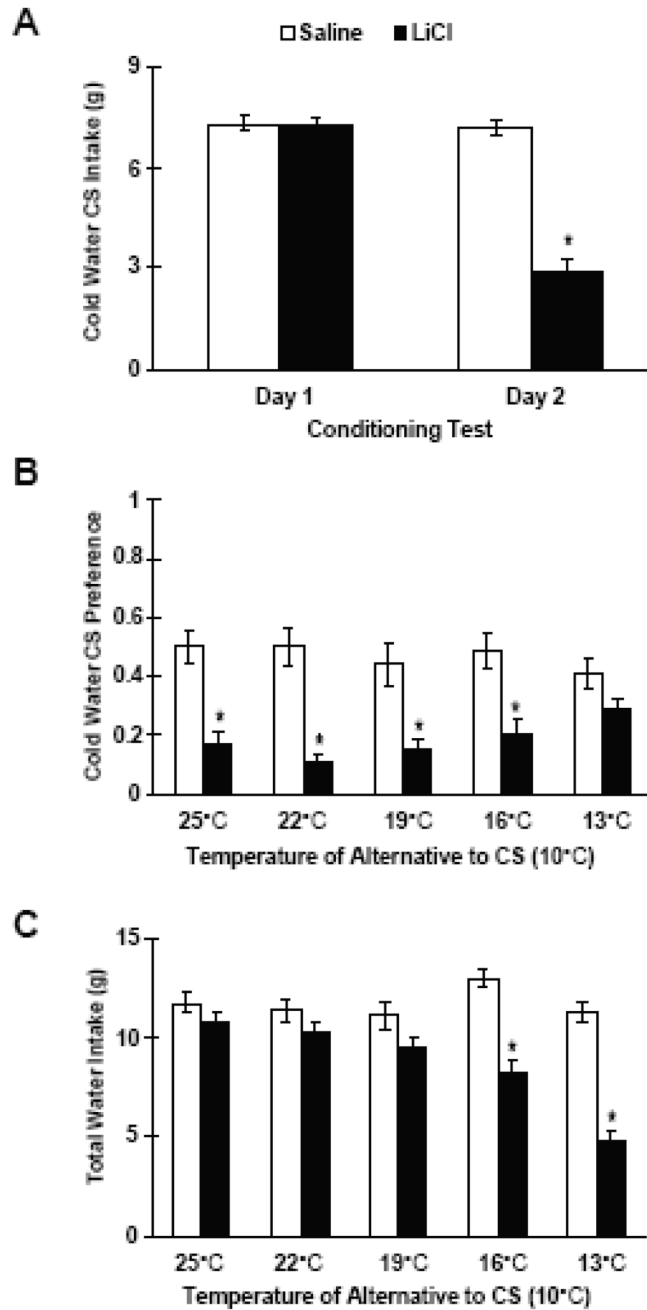 A
Saline LiCl
Cold Water CS Intake (g)
9
6
3
0
Day 1 Day 2
*
Conditioning Test
B
Cold Water CS Preference
1
0.8
0.6
0.4
0.2
0
* * * *
25°C 22°C 19°C 16°C 13°C
Temperature of Alternative to CS (10°C)
C
Total Water Intake (g)
15
10
5
0
* *
25°C 22°C 19°C 16°C 13°C
Temperature of Alternative to CS (10°C)